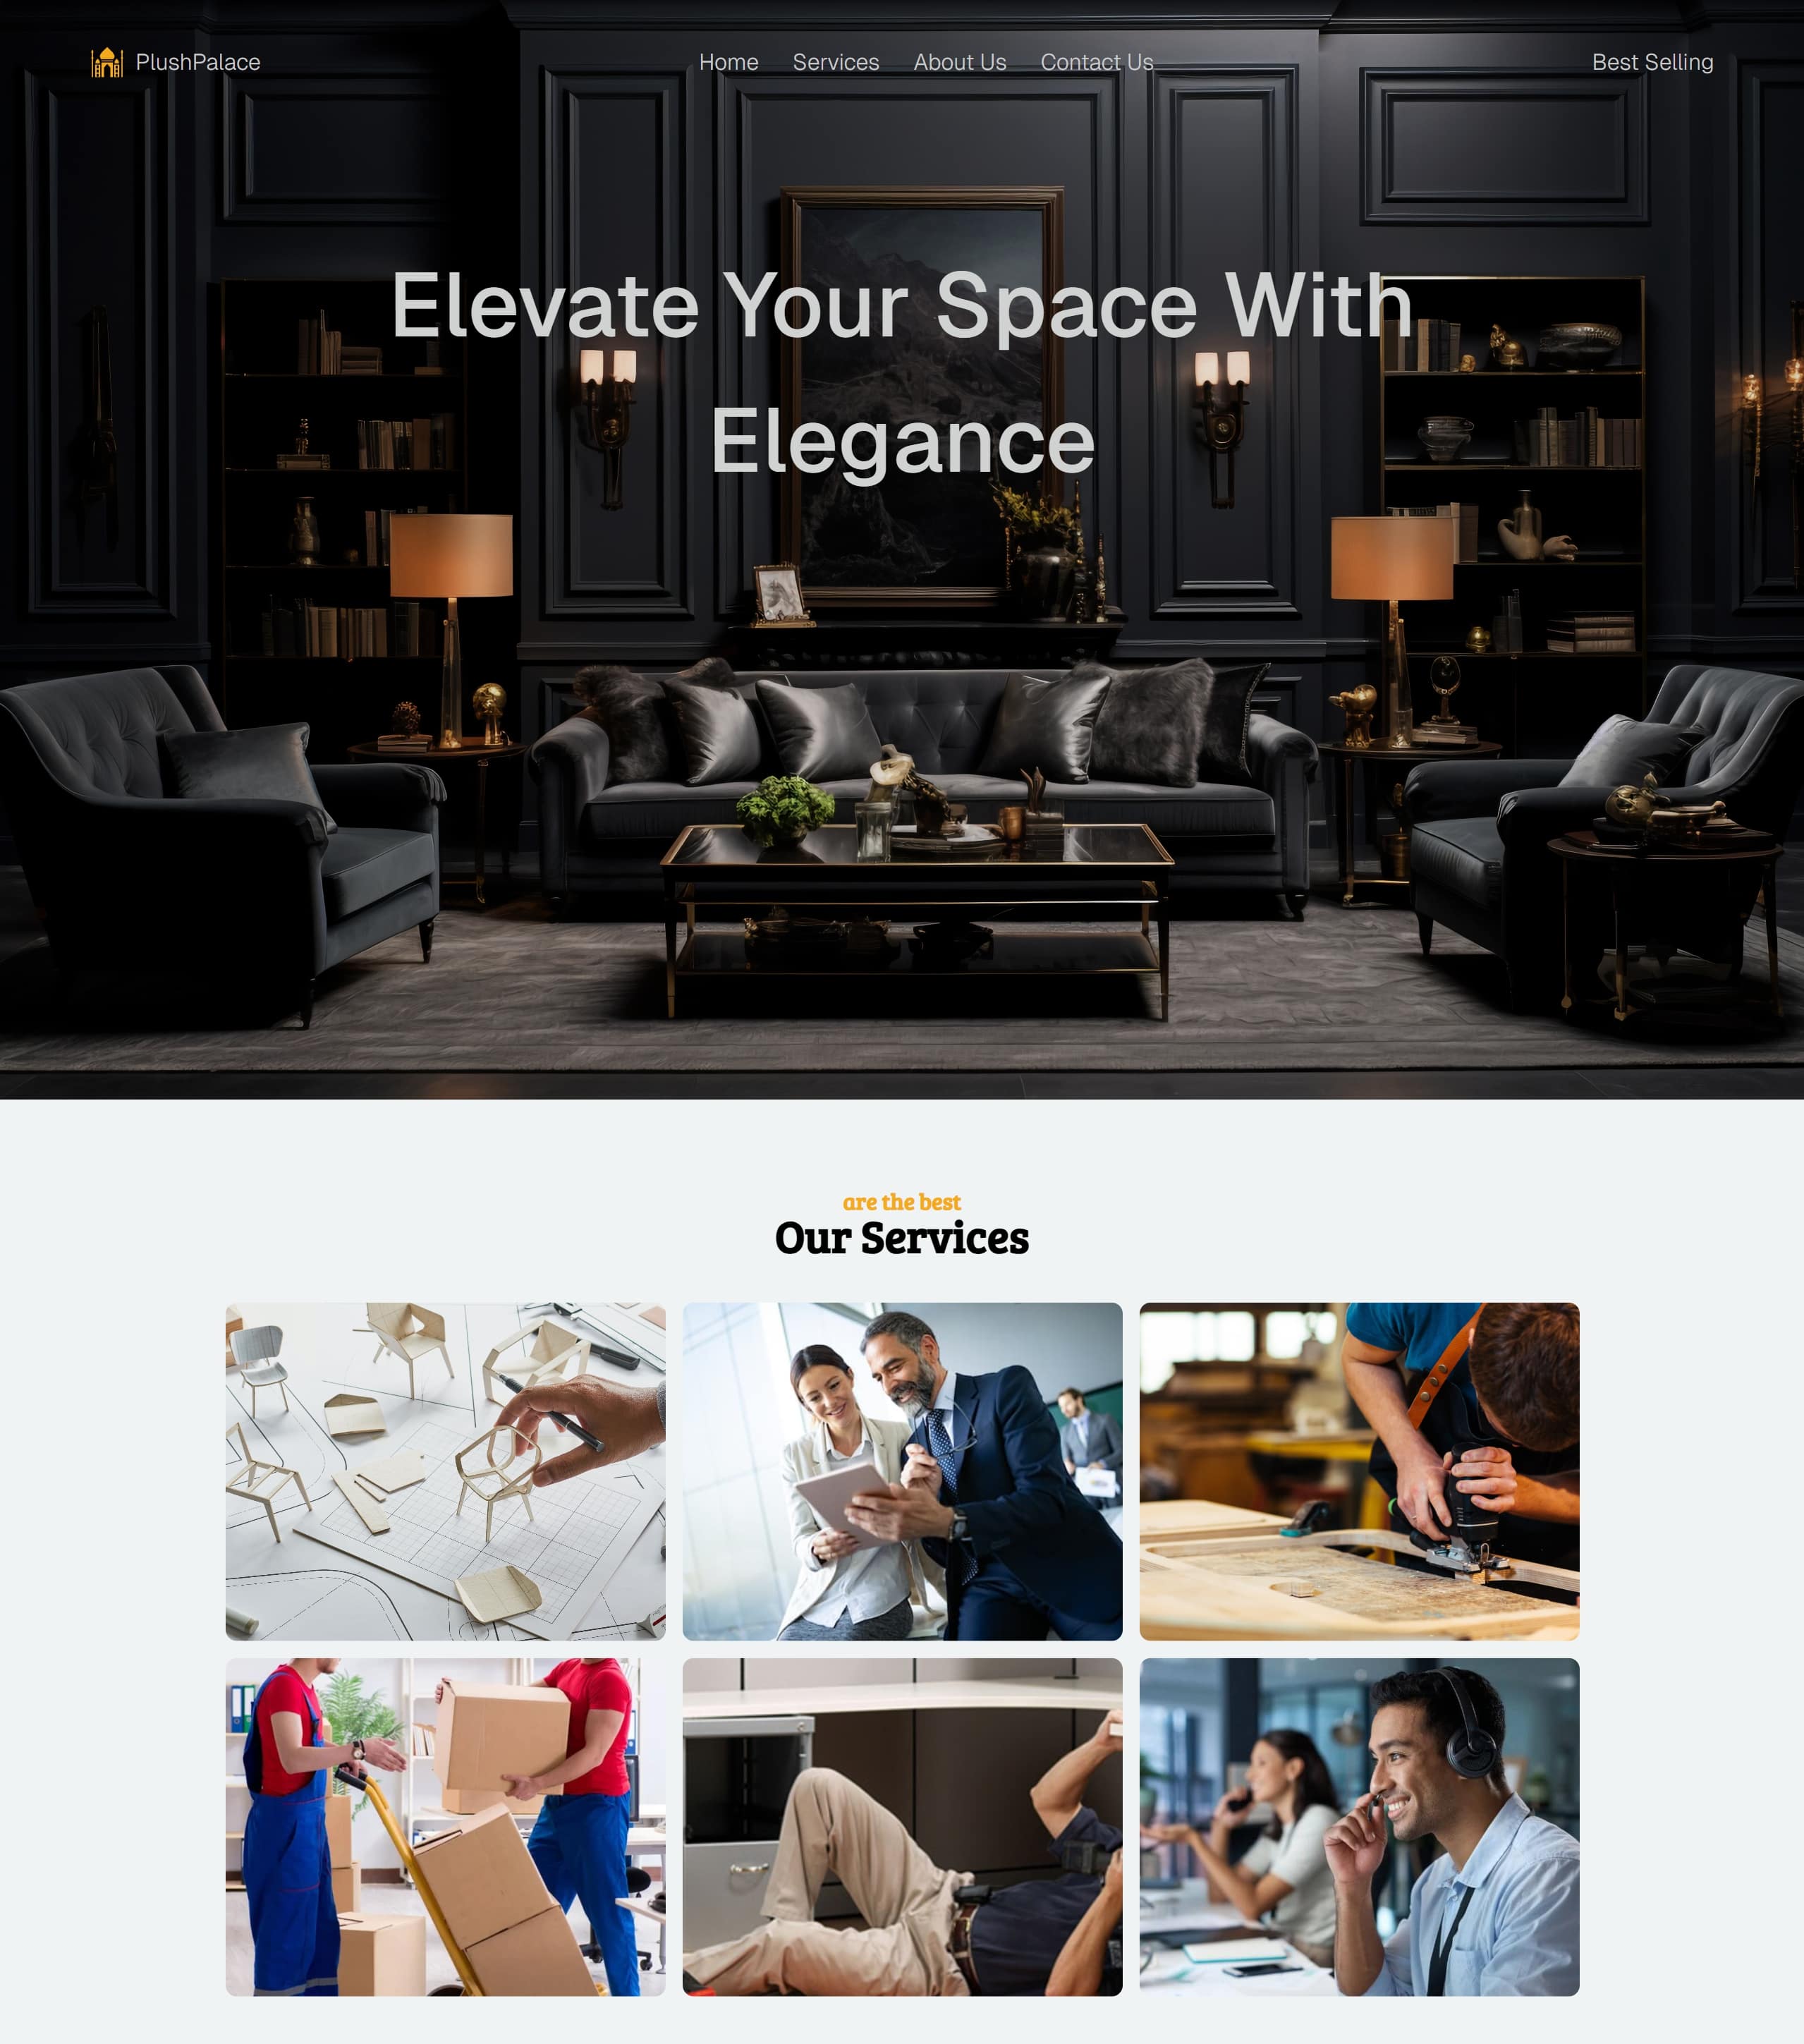 PlushPalace
Home Services About Us Contact Us
Best Selling
Elevate Your Space With
Elegance
are the best
Our Services